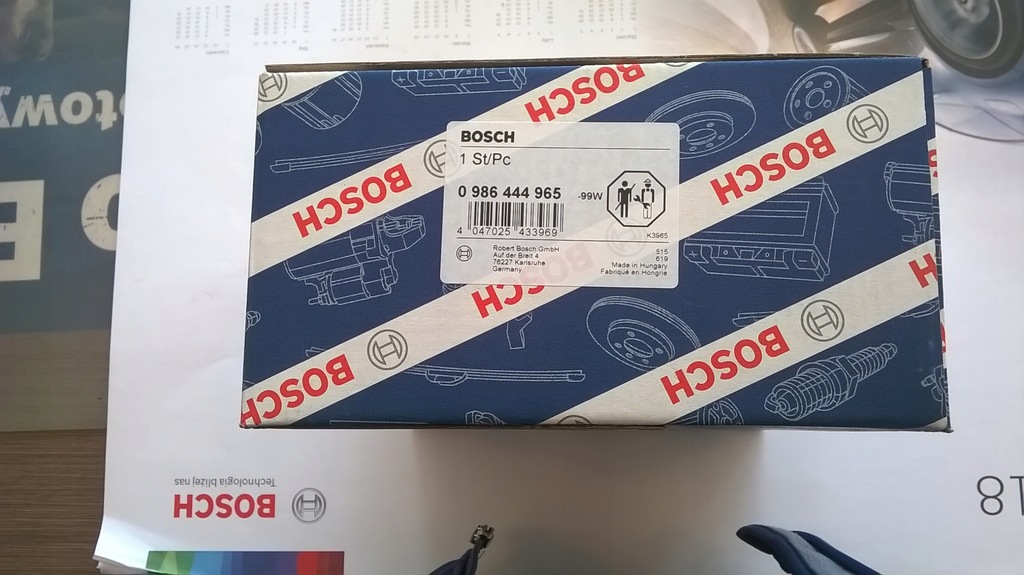 BOSCH
BOSCH
1 St/Pc
0 986 444 965 -99W
4 047025 433969
K3965
Robert Bosch GmbH
Auf der Breit 4
76227 Karlsruhe
Germany
515
619
Made in Hungary
Fabriqué en Hongrie
BOSCH
BOSCH
BOSCH
BOSCH
BOSCH
BOSCH
Technologia bliżej nas
BOSCH
18